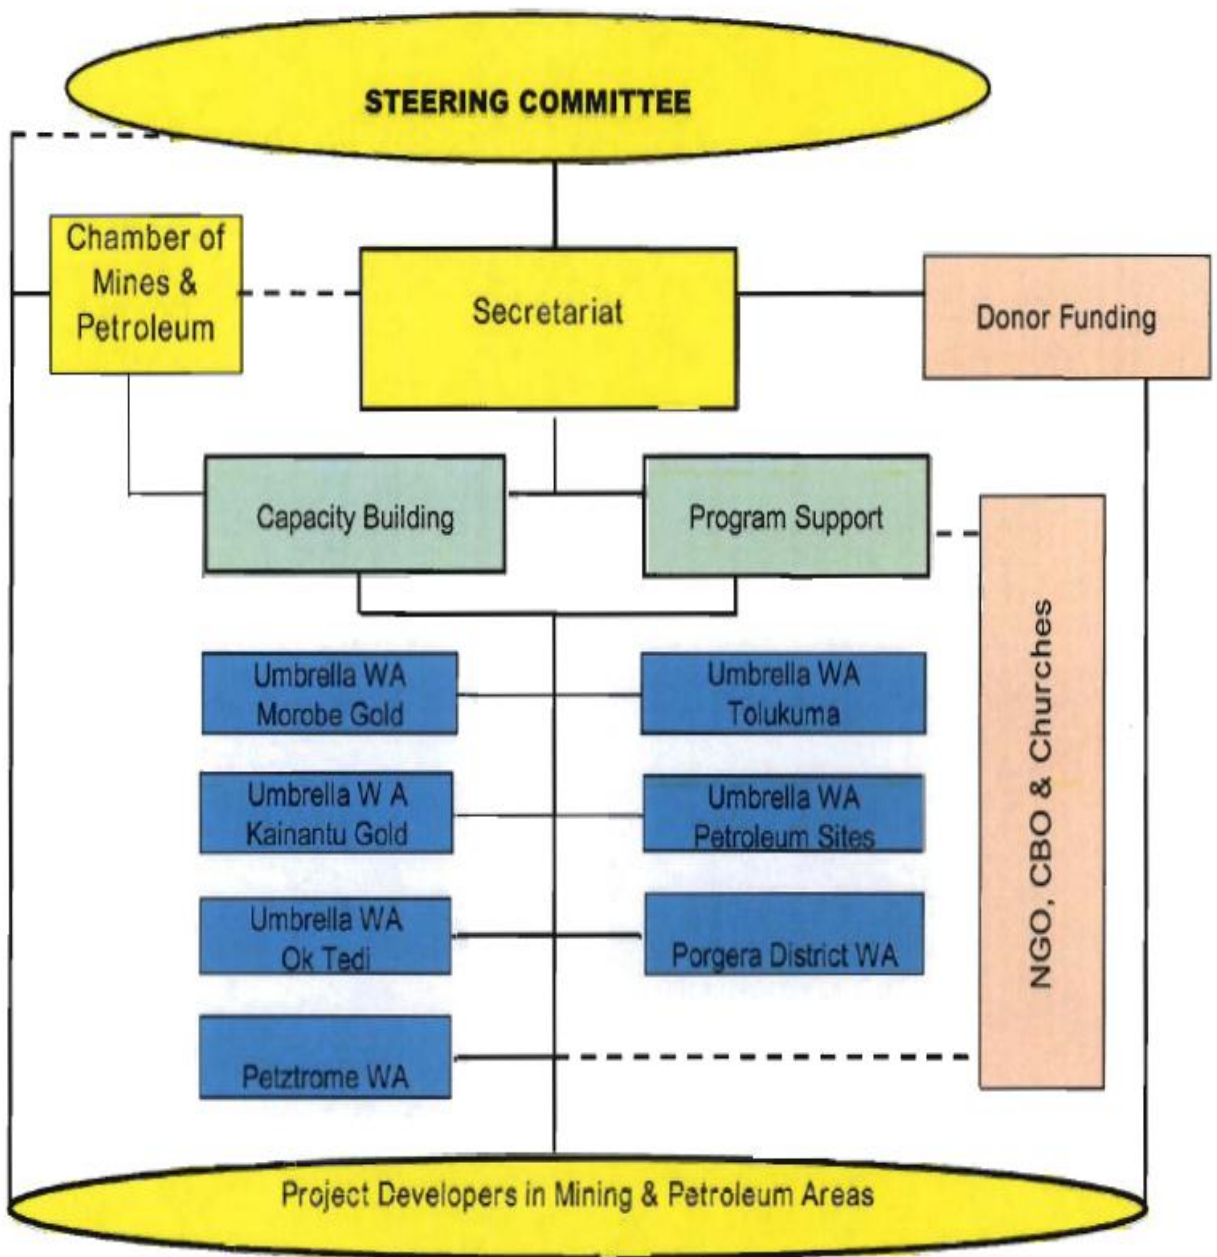 STEERING COMMITTEE
Chamber of
Mines &
Petroleum
Secretariat
Donor Funding
Capacity Building
Program Support
Umbrella WA
Morobe Gold
Umbrella WA
Tolukuma
Umbrella W A
Kainantu Gold
Umbrella WA
Petroleum Sites
Umbrella WA
Ok Tedi
Porgera District WA
Petztrome WA
NGO, CBO & Churches
Project Developers in Mining & Petroleum Areas